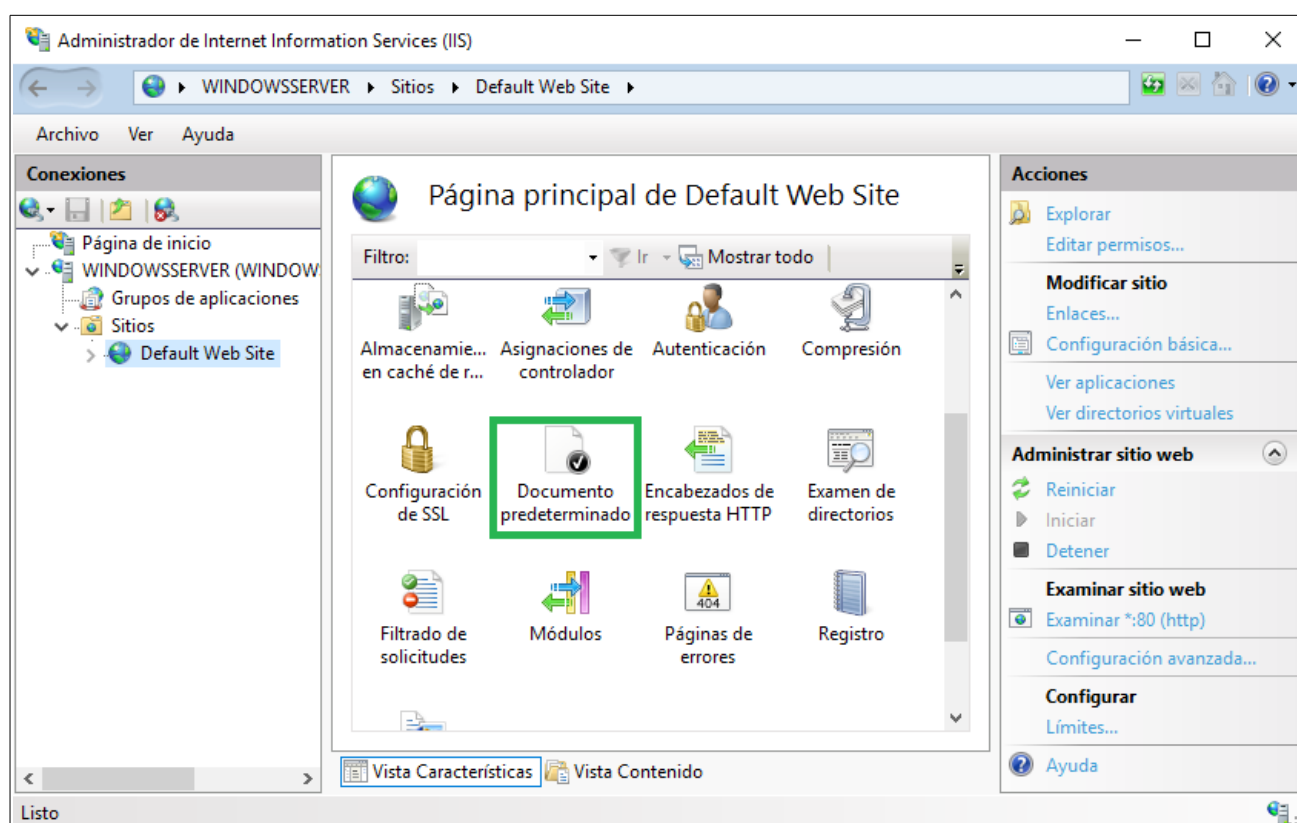 Administrador de Internet Information Services (IIS)
WINDOWSSERVER
Sitios
Default Web Site
Archivo Ver Ayuda
Conexiones
Página de inicio
WINDOWSSERVER (WINDOW
Grupos de aplicaciones
Sitios
Default Web Site
Página principal de Default Web Site
Filtro:
Ir
Mostrar todo
Almacenamie...
en caché de r...
Asignaciones de
controlador
Autenticación
Compresión
Configuración
de SSL
Documento
predeterminado
Encabezados de
respuesta HTTP
Examen de
directorios
Filtrado de
solicitudes
Módulos
404
Páginas de
errores
Registro
Vista Características
Vista Contenido
Acciones
Explorar
Editar permisos...
Modificar sitio
Enlaces...
Configuración básica...
Ver aplicaciones
Ver directorios virtuales
Administrar sitio web
Reiniciar
Iniciar
Detener
Examinar sitio web
Examinar *:80 (http)
Configuración avanzada...
Configurar
Límites...
Ayuda
Listo